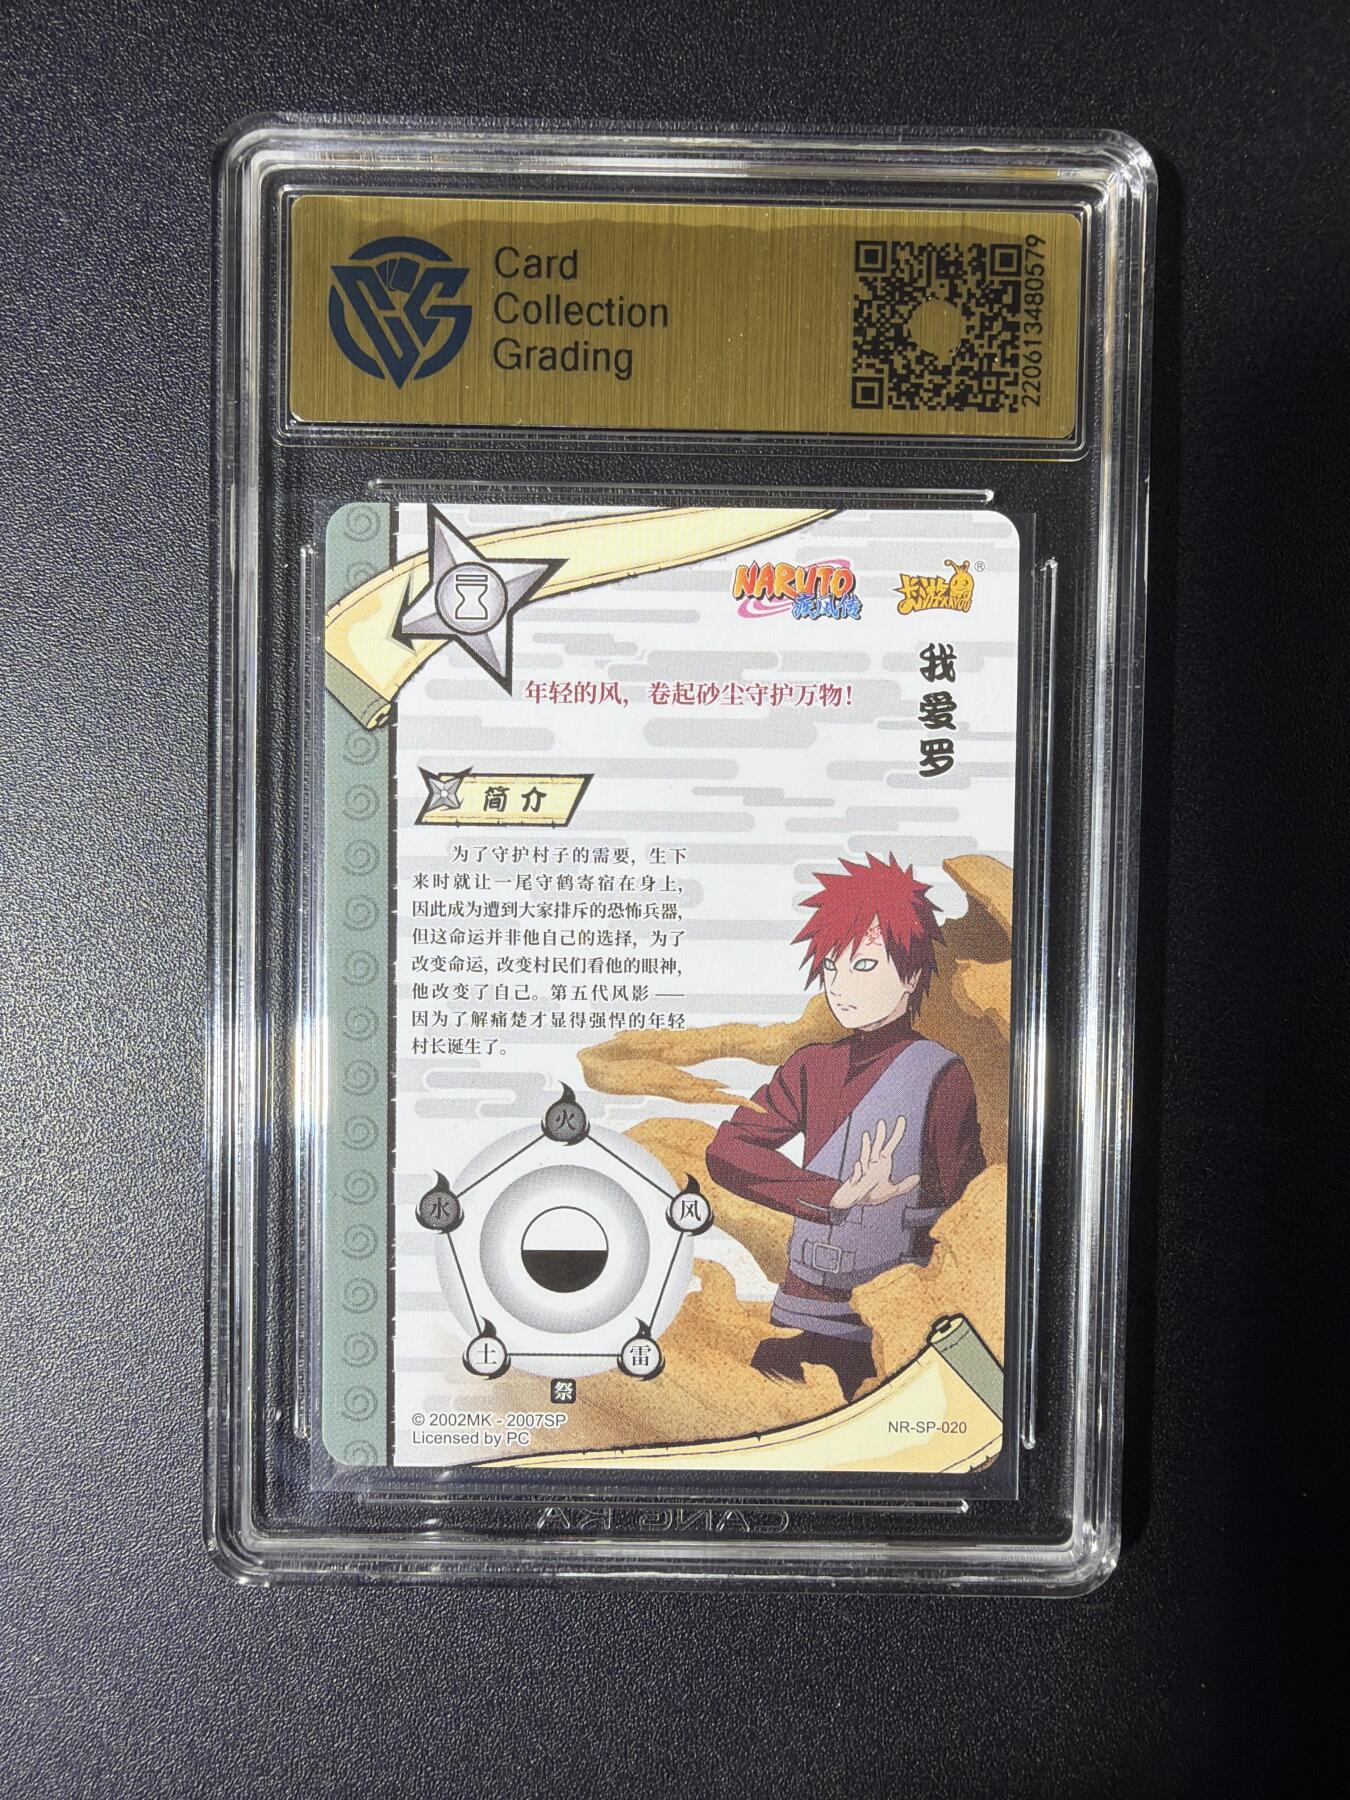 Card
Collection
Grading
220613480579
NARUTO
疾风传
卡游
KAYOU
®
我爱罗
年轻的风，卷起砂尘守护万物！
简介
为了守护村子的需要，生下
来时就让一尾守鹤寄宿在身上，
因此成为遭到大家排斥的恐怖兵器，
但这命运并非他自己的选择，为了
改变命运，改变村民们看他的眼神，
他改变了自己。第五代风影——
因为了解痛楚才显得强悍的年轻
村长诞生了。
火
水
风
土
雷
祭
© 2002MK - 2007SP
Licensed by PC
NR-SP-020
CANG KA